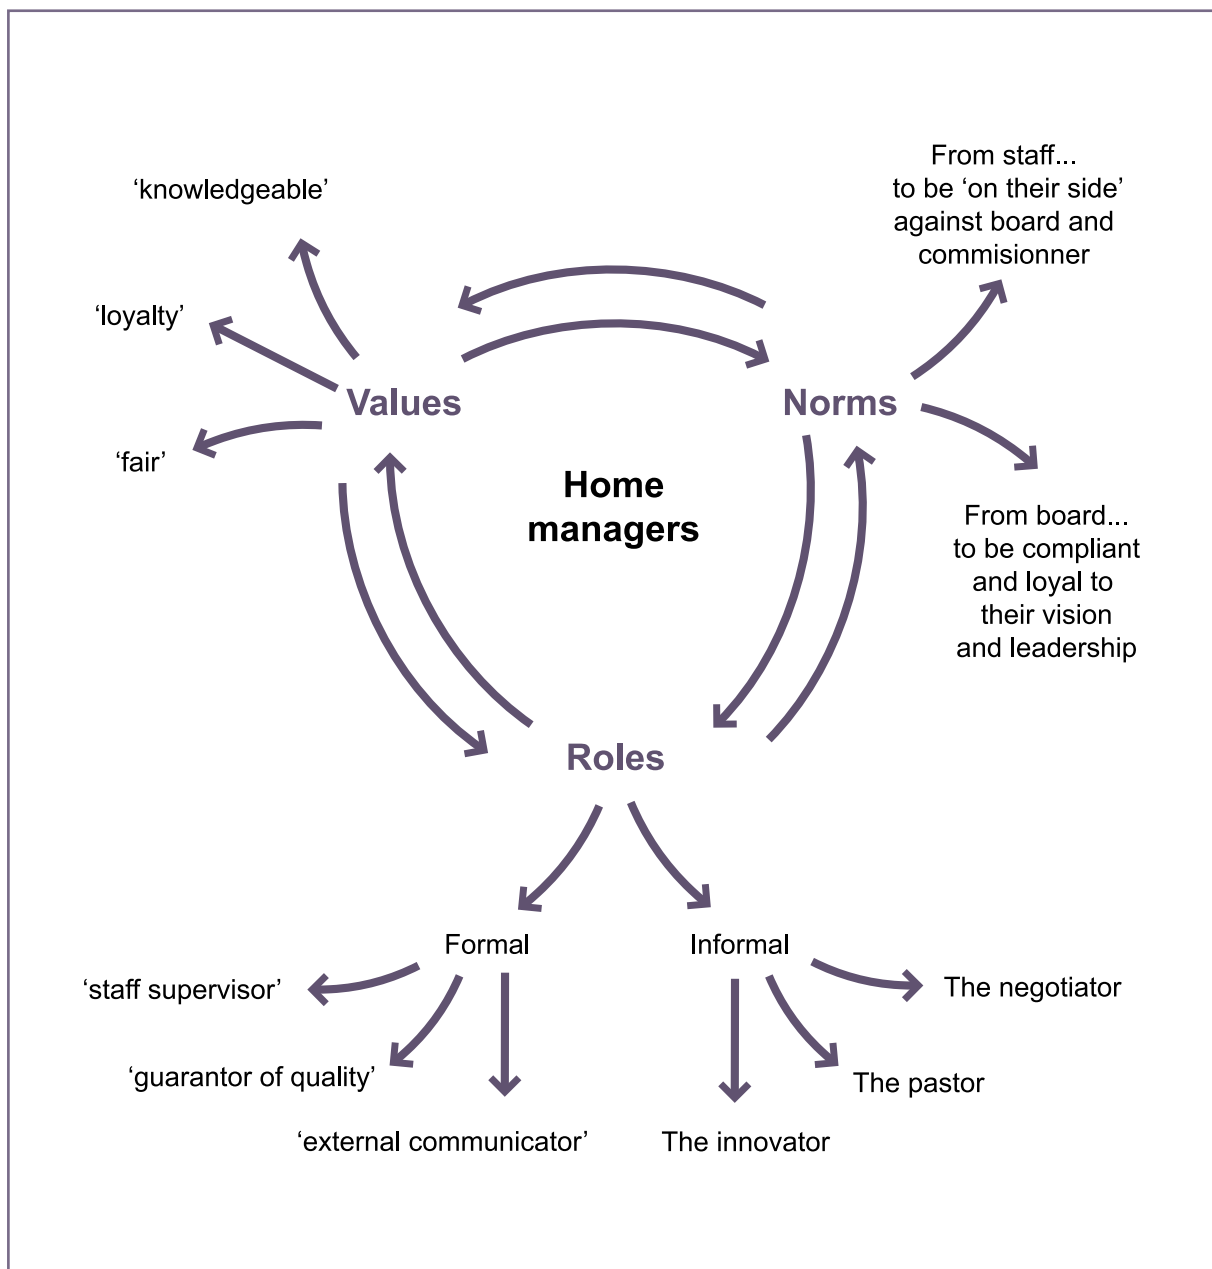 From staff...
to be ‘on their side’
against board and
commisionner
‘knowledgeable’
‘loyalty’
Values
Norms
‘fair’
Home
managers
From board...
to be compliant
and loyal to
their vision
and leadership
Roles
Formal
Informal
‘staff supervisor’
The negotiator
‘guarantor of quality’
The pastor
‘external communicator’
The innovator